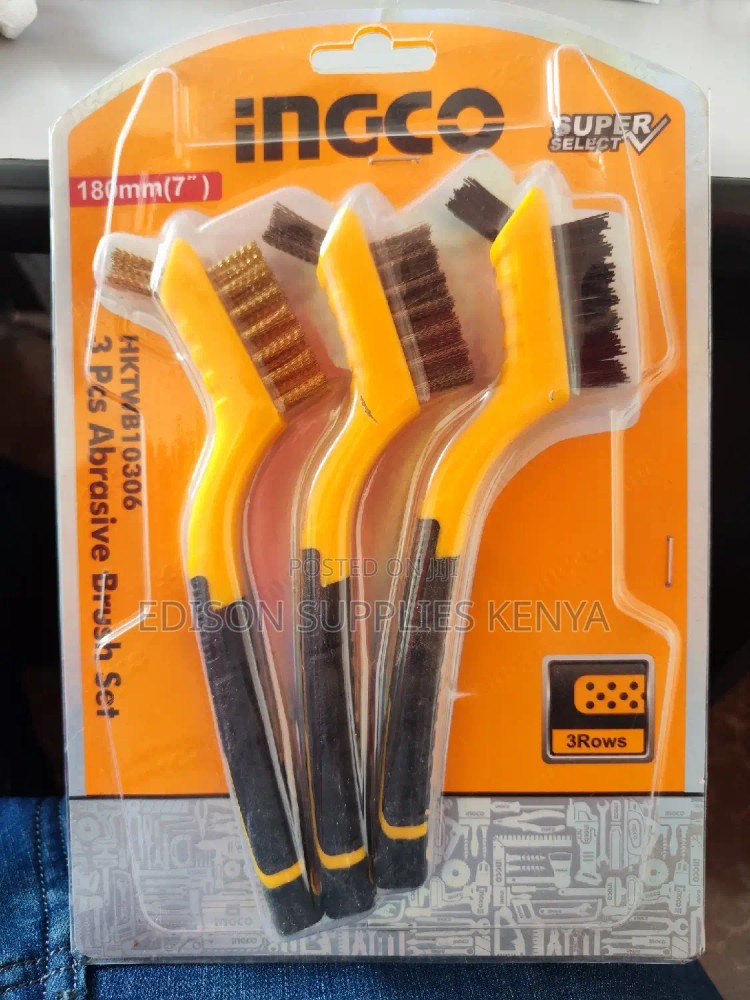 INGCO
SUPER
SELECT
180mm(7")
HKTWB10306
3 Pcs Abrasive Brush Set
POSTED ON JIJI
EDISON SUPPLIES KENYA
3Rows